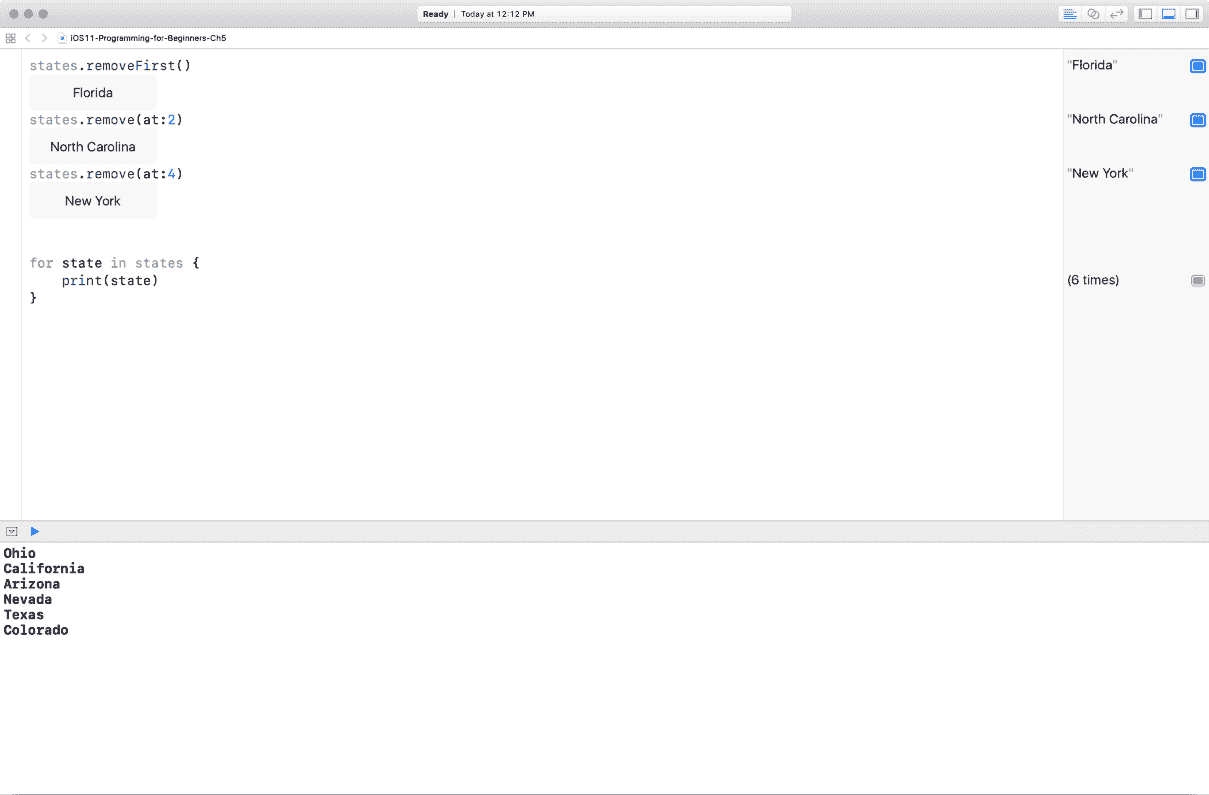 Ready | Today at 12:12 PM
iOS11-Programming-for-Beginners-Ch5
states.removeFirst()
"Florida"
Florida
states.remove(at:2)
"North Carolina"
North Carolina
states.remove(at:4)
"New York"
New York
for state in states {
print(state)
(6 times)
}
Ohio
California
Arizona
Nevada
Texas
Colorado